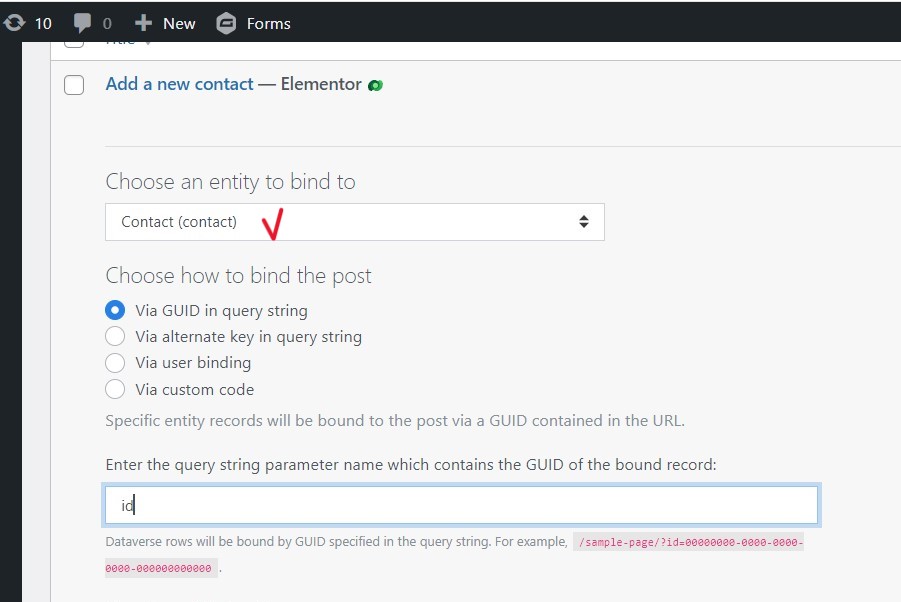 10 0 New Forms
Title
Add a new contact — Elementor
Choose an entity to bind to
Contact (contact)
Choose how to bind the post
Via GUID in query string
Via alternate key in query string
Via user binding
Via custom code
Specific entity records will be bound to the post via a GUID contained in the URL.
Enter the query string parameter name which contains the GUID of the bound record:
id
Dataverse rows will be bound by GUID specified in the query string. For example, /sample-page/?id=00000000-0000-0000-
0000-000000000000 .